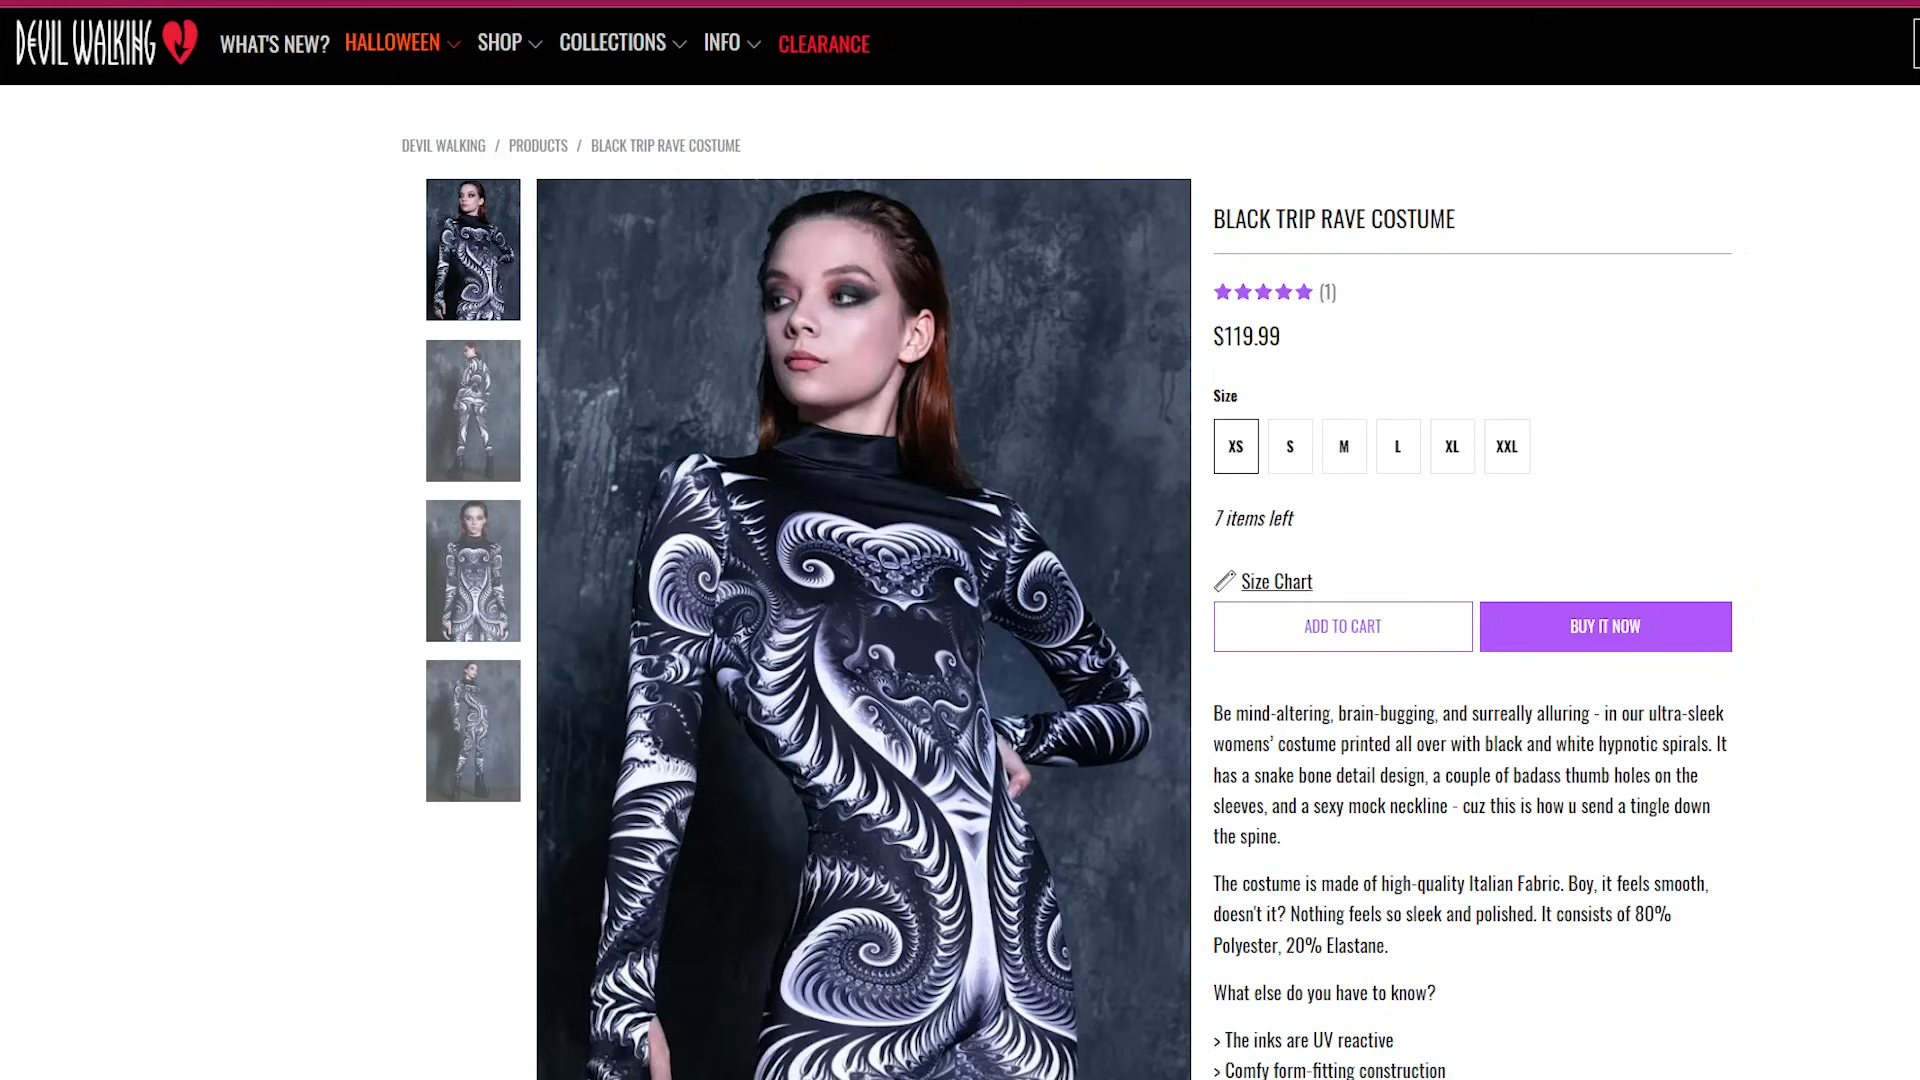 DEVIL WALKING
WHAT'S NEW? HALLOWEEN SHOP COLLECTIONS INFO CLEARANCE
DEVIL WALKING / PRODUCTS / BLACK TRIP RAVE COSTUME
BLACK TRIP RAVE COSTUME
(1)
$119.99
Size
XS S M L XL XXL
7 items left
Size Chart
ADD TO CART BUY IT NOW
Be mind-altering, brain-bugging, and surreally alluring - in our ultra-sleek
womens’ costume printed all over with black and white hypnotic spirals. It
has a snake bone detail design, a couple of badass thumb holes on the
sleeves, and a sexy mock neckline - cuz this is how u send a tingle down
the spine.
The costume is made of high-quality Italian Fabric. Boy, it feels smooth,
doesn't it? Nothing feels so sleek and polished. It consists of 80%
Polyester, 20% Elastane.
What else do you have to know?
> The inks are UV reactive
> Comfy form-fitting construction